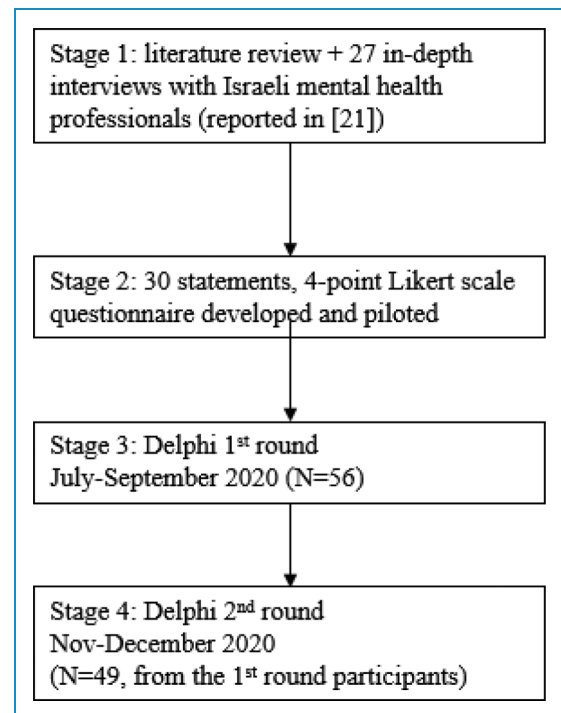 Stage 1: literature review + 27 in-depth
interviews with Israeli mental health
professionals (reported in [21])
Stage 2: 30 statements, 4-point Likert scale
questionnaire developed and piloted
Stage 3: Delphi 1st round
July-September 2020 (N=56)
Stage 4: Delphi 2nd round
Nov-December 2020
(N=49, from the 1st round participants)